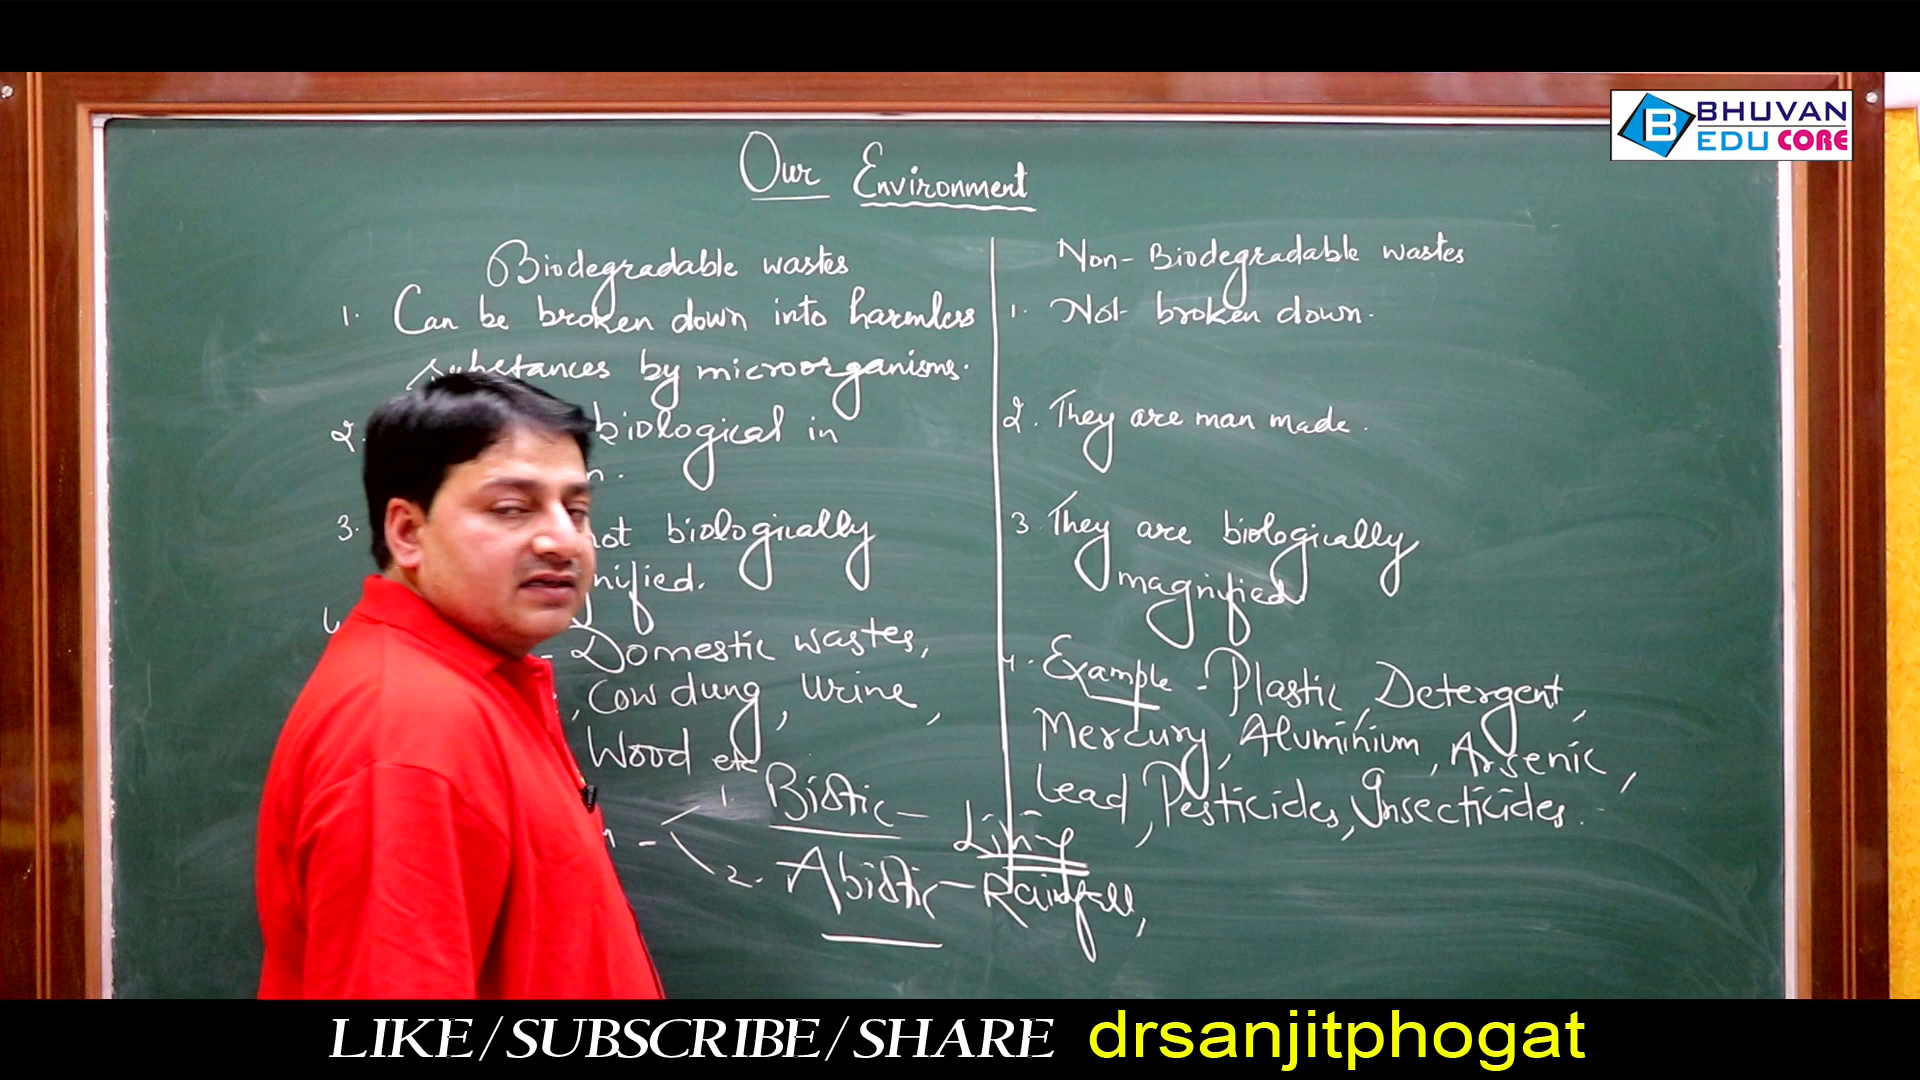 BHUVAN
EDU CORE
Our Environment
Biodegradable wastes
1. Can be broken down into harmless
substances by microorganisms.
2. biological in
n.
3. not biologically
nified.
- Domestic wastes,
, Cow dung, Urine,
Wood etc
Non-Biodegradable wastes
1. Not broken down.
2. They are man made.
3. They are biologically
magnified
4. Example - Plastic, Detergent,
Mercury, Aluminium, Arsenic,
Lead, Pesticides, Insecticides.
1. Biotic - Living
2. Abiotic - Rainfall,
LIKE/SUBSCRIBE/SHARE drsanjitphogat